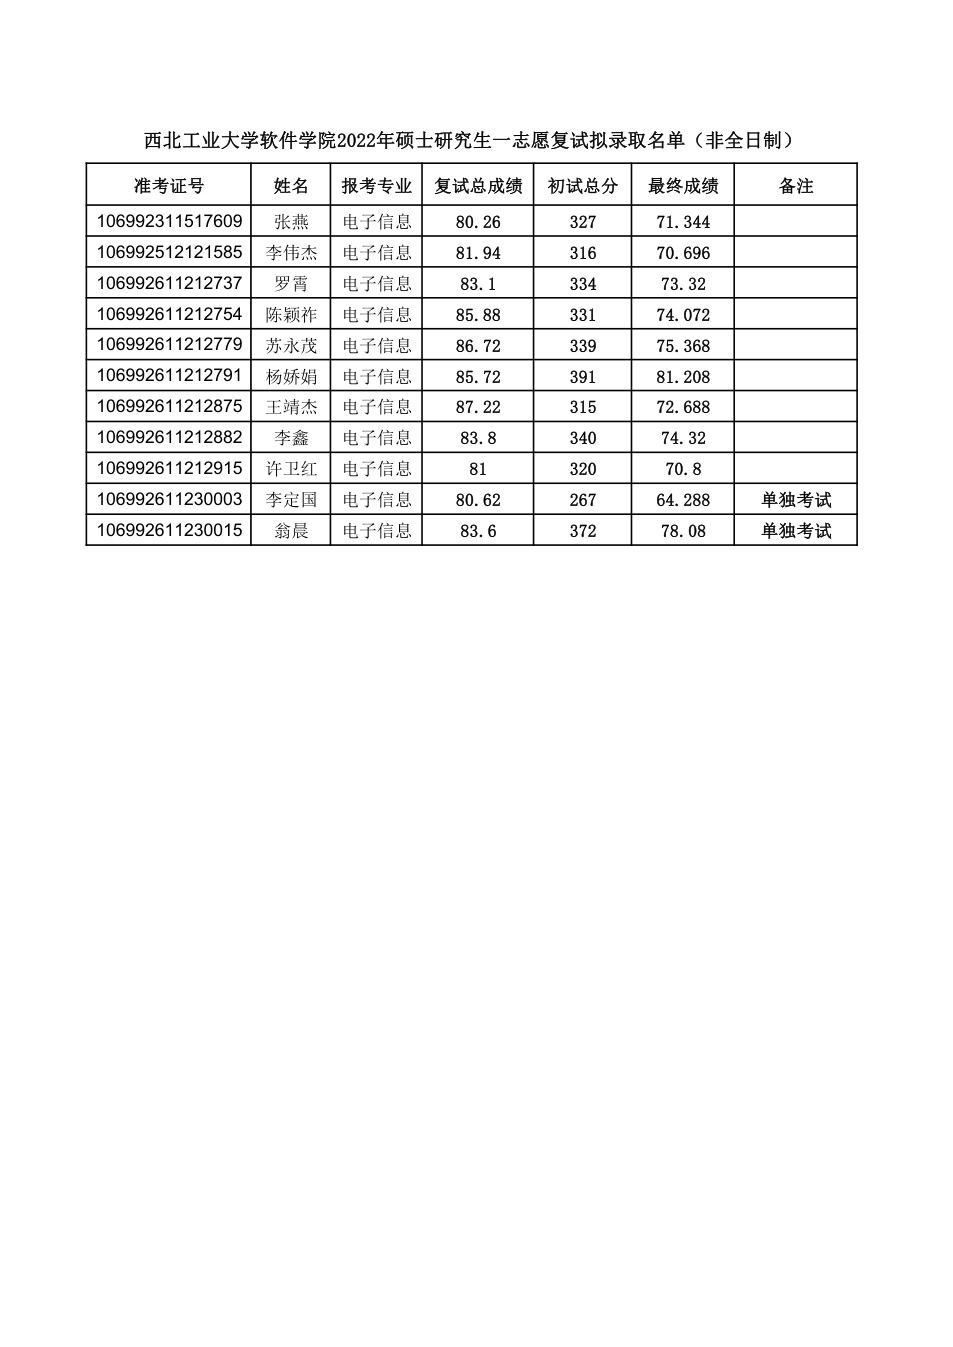 西北工业大学软件学院2022年硕士研究生一志愿复试拟录取名单（非全日制）
准考证号 姓名 报考专业 复试总成绩 初试总分 最终成绩 备注
106992311517609 张燕 电子信息 80.26 327 71.344
106992512121585 李伟杰 电子信息 81.94 316 70.696
106992611212737 罗霄 电子信息 83.1 334 73.32
106992611212754 陈颖祚 电子信息 85.88 331 74.072
106992611212779 苏永茂 电子信息 86.72 339 75.368
106992611212791 杨娇娟 电子信息 85.72 391 81.208
106992611212875 王靖杰 电子信息 87.22 315 72.688
106992611212882 李鑫 电子信息 83.8 340 74.32
106992611212915 许卫红 电子信息 81 320 70.8
106992611230003 李定国 电子信息 80.62 267 64.288 单独考试
106992611230015 翁晨 电子信息 83.6 372 78.08 单独考试